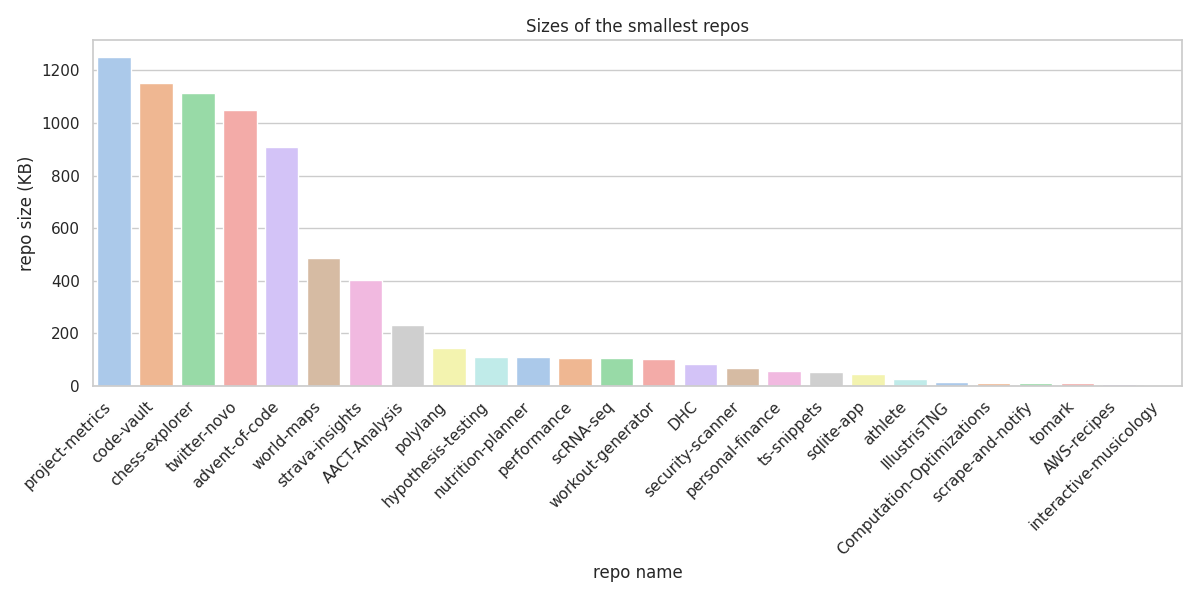 Sizes of the smallest repos
repo size (KB)
1200
1000
800
600
400
200
0
project-metrics
code-vault
chess-explorer
twitter-novo
advent-of-code
world-maps
strava-insights
AACT-Analysis
polylang
hypothesis-testing
nutrition-planner
performance
scRNA-seq
workout-generator
DHC
security-scanner
personal-finance
ts-snippets
sqlite-app
athlete
IllustrisTNG
Computation-Optimizations
scrape-and-notify
tomark
AWS-recipes
interactive-musicology
repo name